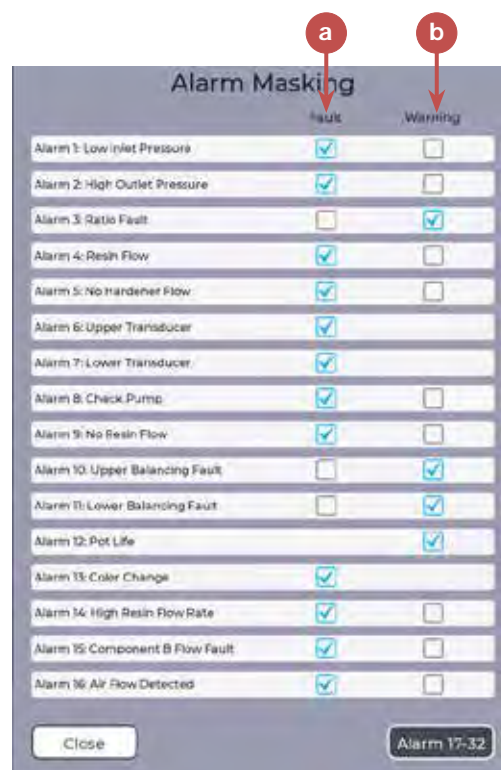 a b
Alarm Masking
Fault Warning
Alarm 1: Low Inlet Pressure
Alarm 2: High Outlet Pressure
Alarm 3: Ratio Fault
Alarm 4: Resin Flow
Alarm 5: No Hardener Flow
Alarm 6: Upper Transducer
Alarm 7: Lower Transducer
Alarm 8: Check Pump
Alarm 9: No Resin Flow
Alarm 10: Upper Balancing Fault
Alarm 11: Lower Balancing Fault
Alarm 12: Pot Life
Alarm 13: Color Change
Alarm 14: High Resin Flow Rate
Alarm 15: Component B Flow Fault
Alarm 16: Air Flow Detected
Close Alarm 17-32